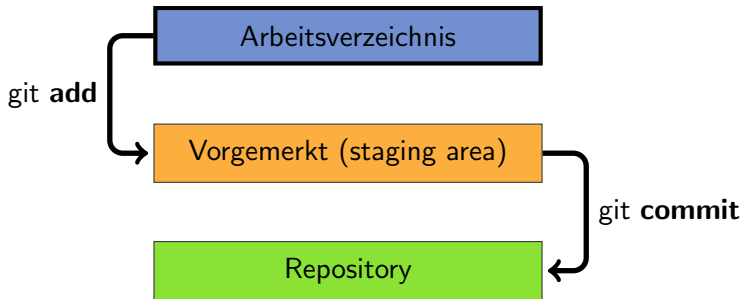 Arbeitsverzeichnis
git add
Vorgemerkt (staging area)
git commit
Repository